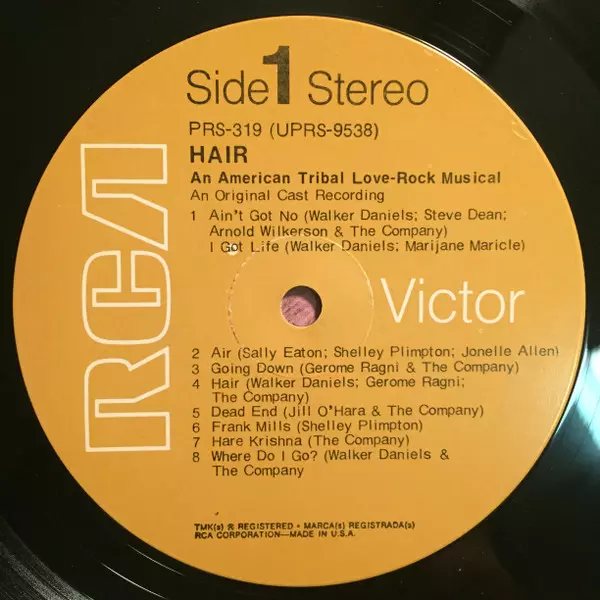 Side 1 Stereo
PRS-319 (UPRS-9538)
HAIR
An American Tribal Love-Rock Musical
An Original Cast Recording
1 Ain't Got No (Walker Daniels; Steve Dean;
Arnold Wilkerson & The Company)
I Got Life (Walker Daniels; Marijane Maricle)
RCA
Victor
2 Air (Sally Eaton; Shelley Plimpton; Jonelle Allen)
3 Going Down (Gerome Ragni & The Company)
4 Hair (Walker Daniels; Gerome Ragni;
The Company)
5 Dead End (Jill O'Hara & The Company)
6 Frank Mills (Shelley Plimpton)
7 Hare Krishna (The Company)
8 Where Do I Go? (Walker Daniels &
The Company
TMK(s) ® REGISTERED • MARCA(s) REGISTRADA(s)
RCA CORPORATION—MADE IN U.S.A.